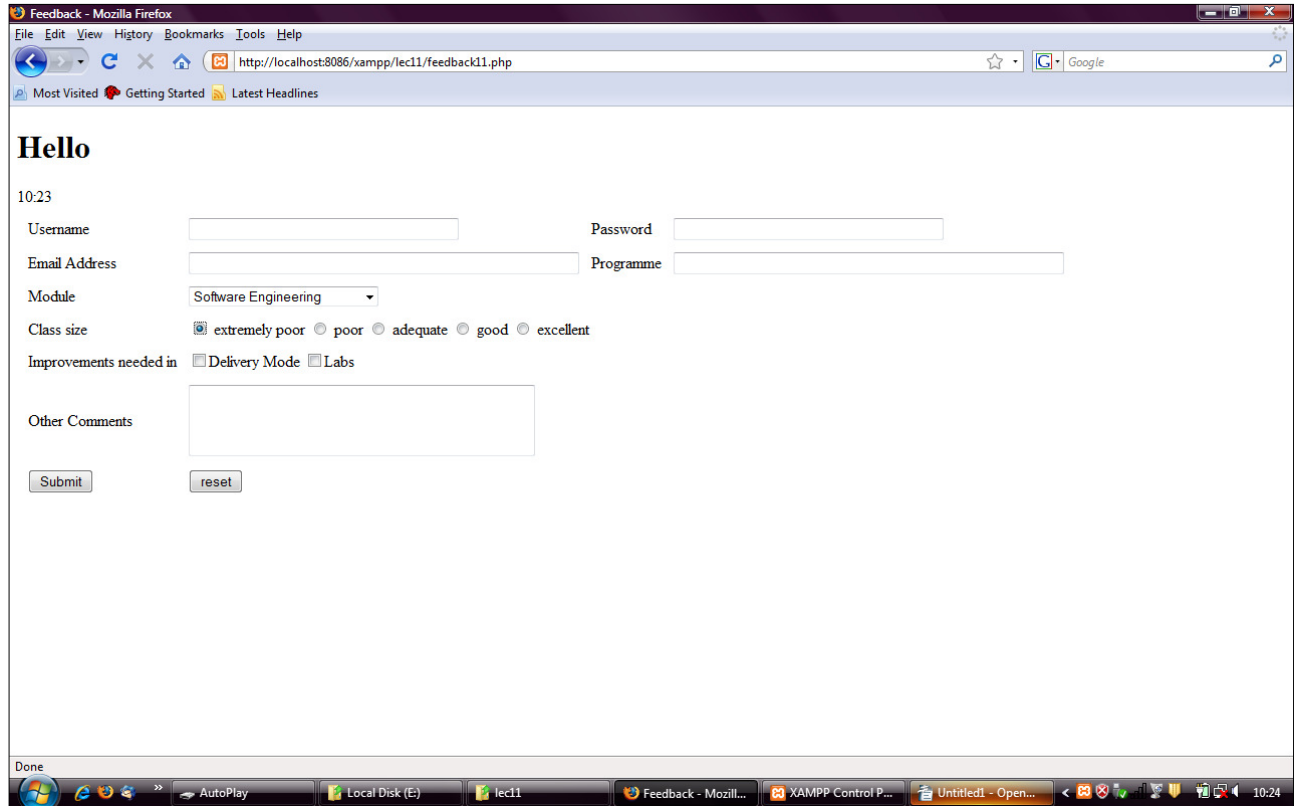 Feedback - Mozilla Firefox
File Edit View History Bookmarks Tools Help
http://localhost:8086/xampp/lec11/feedback11.php
G Google
Most Visited Getting Started Latest Headlines
Hello
10:23
Username Password
Email Address Programme
Module Software Engineering
Class size extremely poor poor adequate good excellent
Improvements needed in Delivery Mode Labs
Other Comments
Submit reset
Done
» AutoPlay Local Disk (E:) lec11 Feedback - Mozill... XAMPP Control P... Untitled1 - Open... < 10:24